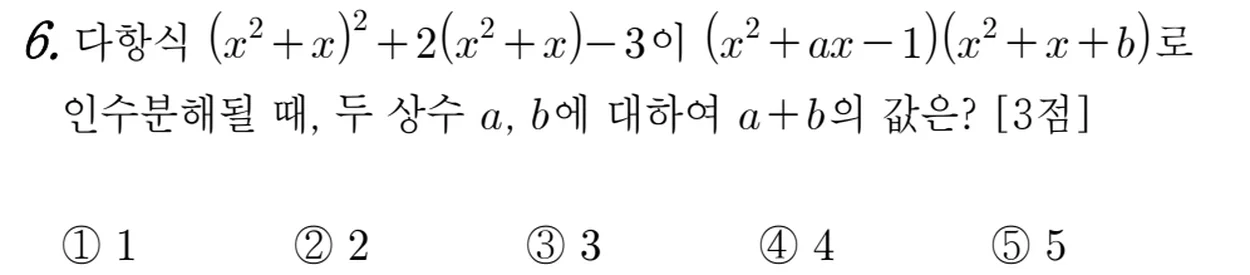 6. 다항식 (x²+x)²+2(x²+x)-3이 (x²+ax-1)(x²+x+b)로
인수분해될 때, 두 상수 a, b에 대하여 a+b의 값은? [3점]
① 1 ② 2 ③ 3 ④ 4 ⑤ 5